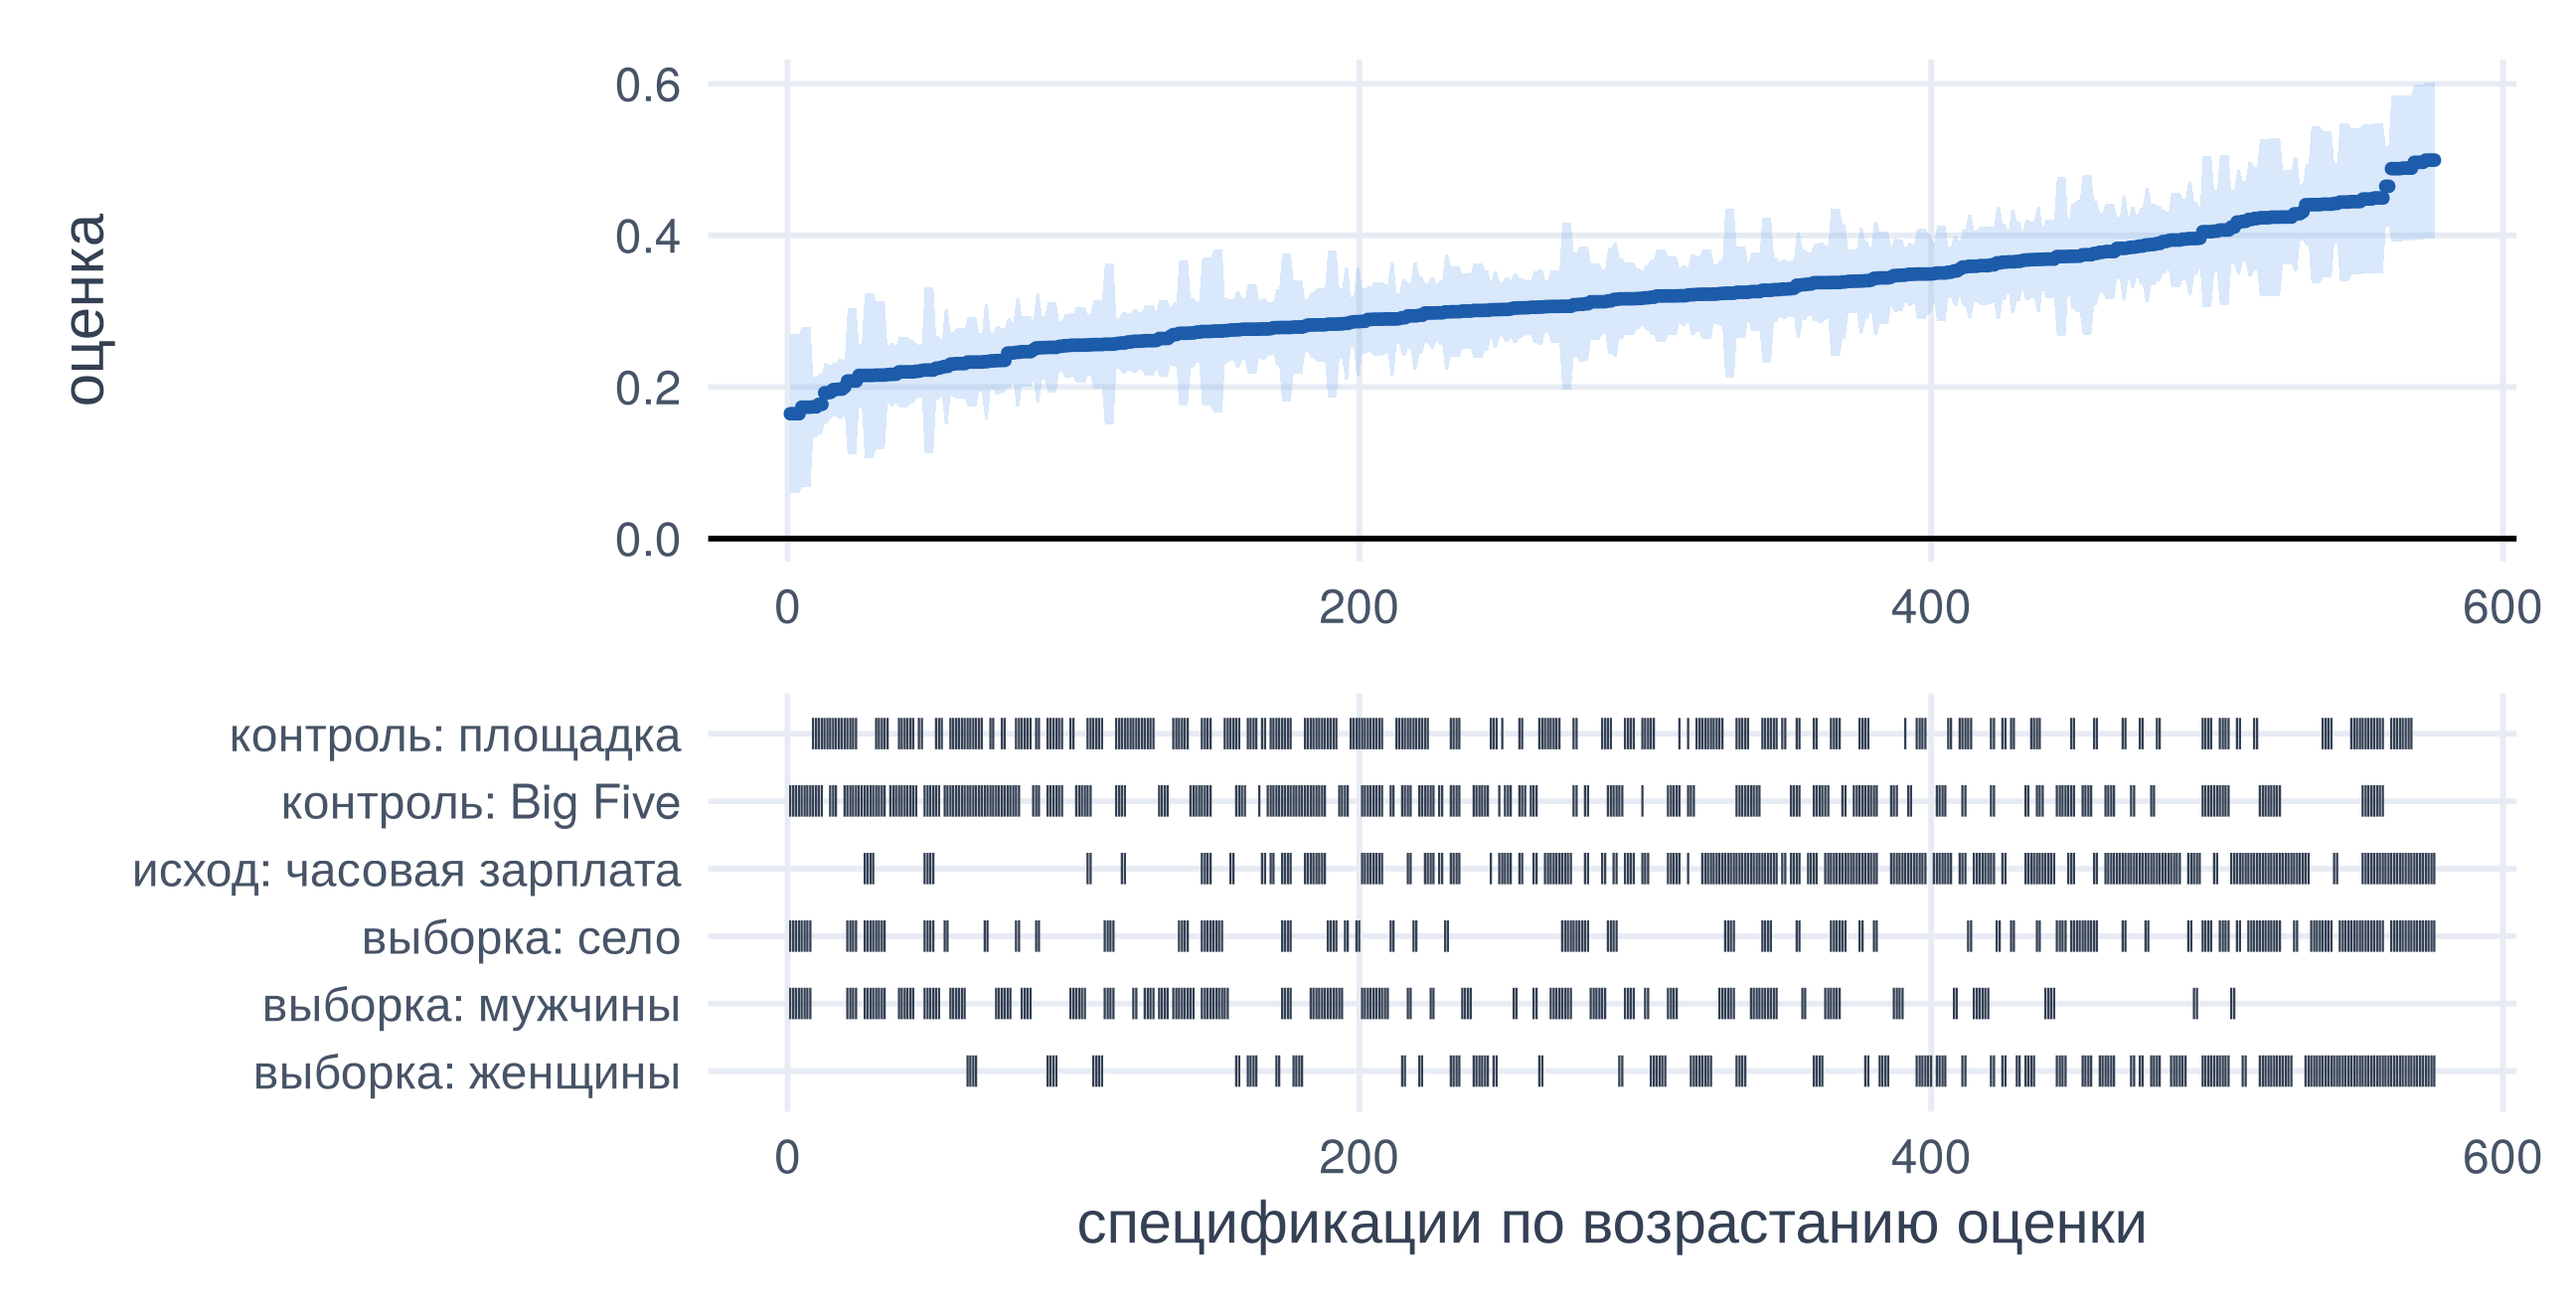 оценка
0.6
0.4
0.2
0.0
0 200 400 600
контроль: площадка
контроль: Big Five
исход: часовая зарплата
выборка: село
выборка: мужчины
выборка: женщины
0 200 400 600
спецификации по возрастанию оценки